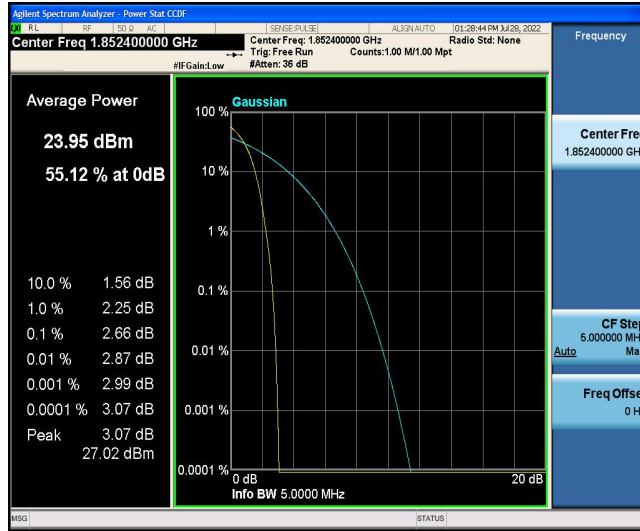 Agilent Spectrum Analyzer - Power Stat CCDF
RL RF 50 Ω AC SENSE:PULSE ALIGN AUTO 01:28:44 PM Jul 28, 2022
Center Freq 1.852400000 GHz
Center Freq: 1.852400000 GHz Radio Std: None
Trig: Free Run Counts:1.00 M/1.00 Mpt
#IFGain:Low #Atten: 36 dB
Frequency
Average Power
23.95 dBm
55.12 % at 0dB
10.0 % 1.56 dB
1.0 % 2.25 dB
0.1 % 2.66 dB
0.01 % 2.87 dB
0.001 % 2.99 dB
0.0001 % 3.07 dB
Peak 3.07 dB
27.02 dBm
Gaussian
100 %
10 %
1 %
0.1 %
0.01 %
0.001 %
0.0001 %
0 dB 20 dB
Info BW 5.0000 MHz
Center Fre
1.852400000 GH
CF Step
5.000000 MH
Auto Ma
Freq Offse
0 H
MSG STATUS